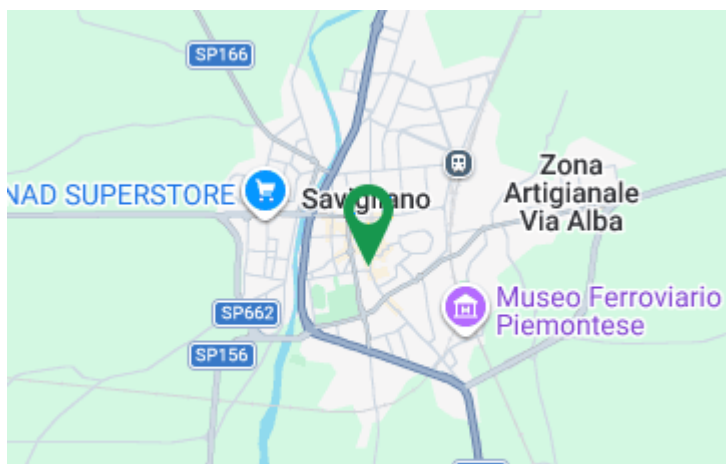 SP166
NAD SUPERSTORE
Savigliano
Zona
Artigianale
Via Alba
SP662
Museo Ferroviario
Piemontese
SP156